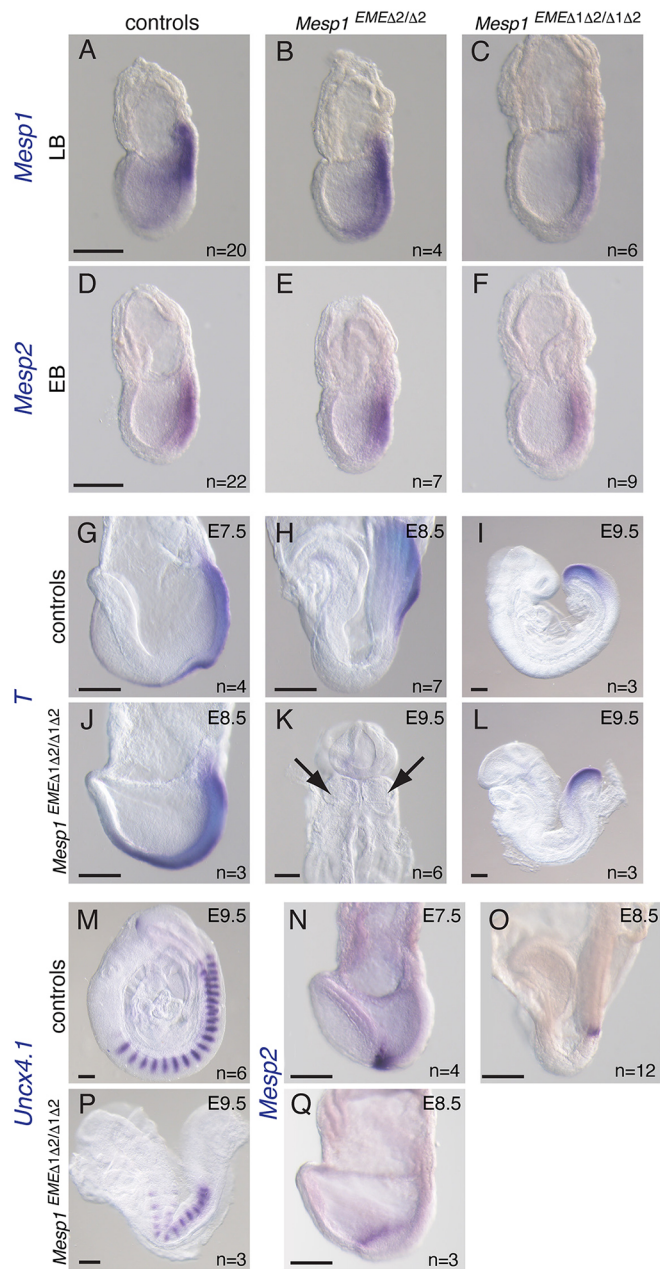 controls
Mesp1 EMEΔ2/Δ2
Mesp1 EMEΔ1Δ2/Δ1Δ2
Mesp1
LB
A
n=20
B
n=4
C
n=6
Mesp2
EB
D
n=22
E
n=7
F
n=9
T
controls
G
E7.5
n=4
H
E8.5
n=7
I
E9.5
n=3
Mesp1 EMEΔ1Δ2/Δ1Δ2
J
E8.5
n=3
K
E9.5
n=6
L
E9.5
n=3
Uncx4.1
controls
M
E9.5
n=6
Mesp2
N
E7.5
n=4
O
E8.5
n=12
Mesp1 EMEΔ1Δ2/Δ1Δ2
P
E9.5
n=3
Q
E8.5
n=3